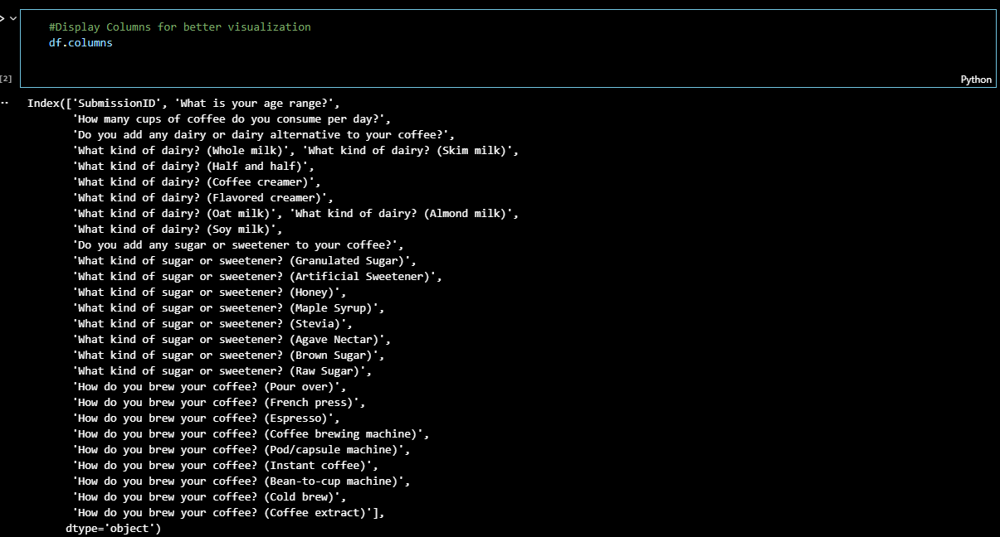 #Display Columns for better visualization
df.columns
[2]
Python
Index(['SubmissionID', 'What is your age range?',
'How many cups of coffee do you consume per day?',
'Do you add any dairy or dairy alternative to your coffee?',
'What kind of dairy? (Whole milk)', 'What kind of dairy? (Skim milk)',
'What kind of dairy? (Half and half)',
'What kind of dairy? (Coffee creamer)',
'What kind of dairy? (Flavored creamer)',
'What kind of dairy? (Oat milk)', 'What kind of dairy? (Almond milk)',
'What kind of dairy? (Soy milk)',
'Do you add any sugar or sweetener to your coffee?',
'What kind of sugar or sweetener? (Granulated Sugar)',
'What kind of sugar or sweetener? (Artificial Sweetener)',
'What kind of sugar or sweetener? (Honey)',
'What kind of sugar or sweetener? (Maple Syrup)',
'What kind of sugar or sweetener? (Stevia)',
'What kind of sugar or sweetener? (Agave Nectar)',
'What kind of sugar or sweetener? (Brown Sugar)',
'What kind of sugar or sweetener? (Raw Sugar)',
'How do you brew your coffee? (Pour over)',
'How do you brew your coffee? (French press)',
'How do you brew your coffee? (Espresso)',
'How do you brew your coffee? (Coffee brewing machine)',
'How do you brew your coffee? (Pod/capsule machine)',
'How do you brew your coffee? (Instant coffee)',
'How do you brew your coffee? (Bean-to-cup machine)',
'How do you brew your coffee? (Cold brew)',
'How do you brew your coffee? (Coffee extract)'],
dtype='object')